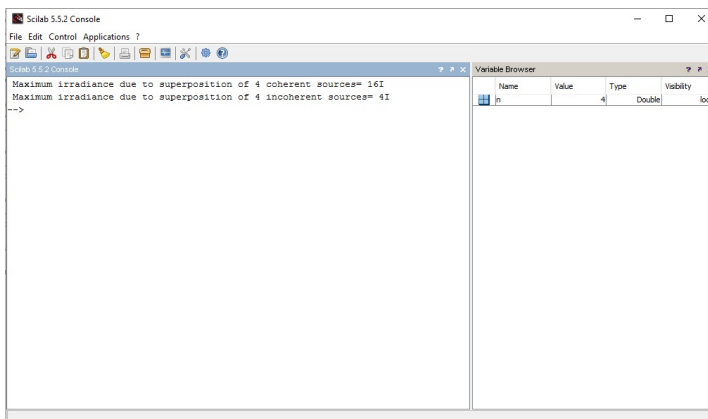 Scilab 5.5.2 Console
File Edit Control Applications ?
Scilab 5.5.2 Console
Maximum irradiance due to superposition of 4 coherent sources= 16I
Maximum irradiance due to superposition of 4 incoherent sources= 4I
-->
Variable Browser
Name Value Type Visibility
n 4 Double loc